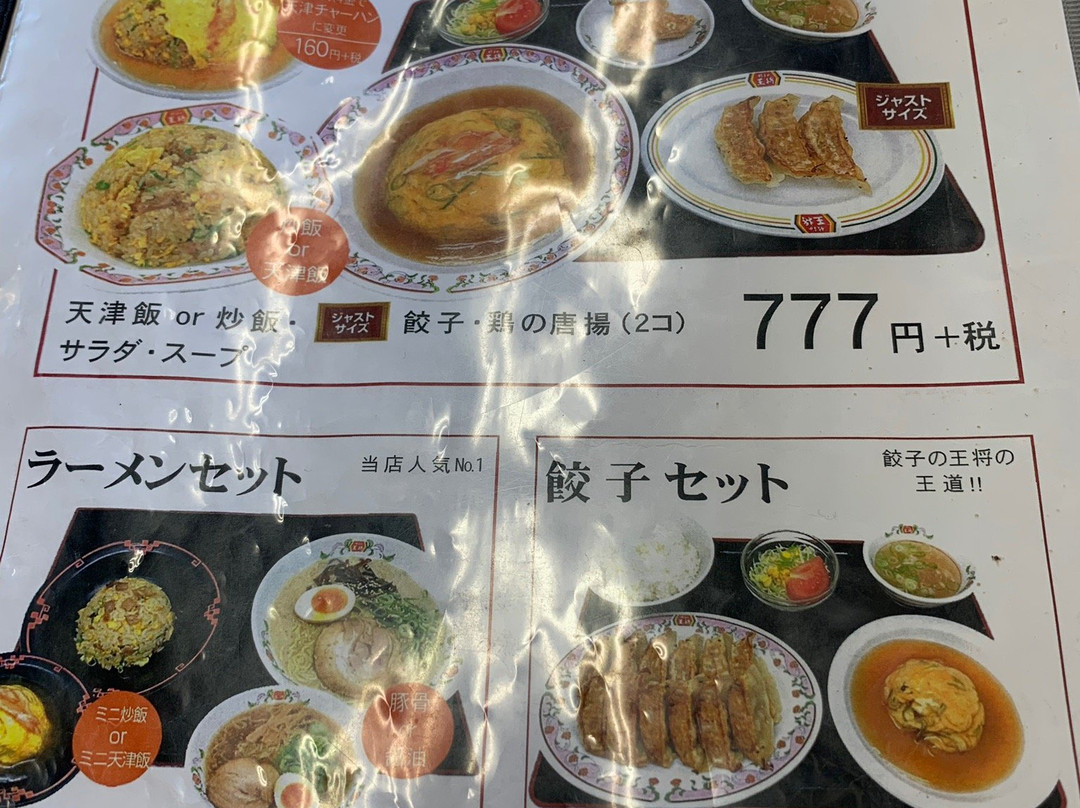 天津チャーハン
に変更
160円+税
ジャスト
サイズ
飯
or
天津飯
天津飯 or 炒飯・
ジャスト
サイズ
餃子・鶏の唐揚(2コ)
サラダ・スープ
777円+税
ラーメンセット
当店人気No.1
餃子セット
餃子の王将の
王道!!
ミニ炒飯
or
ミニ天津飯
豚骨
油